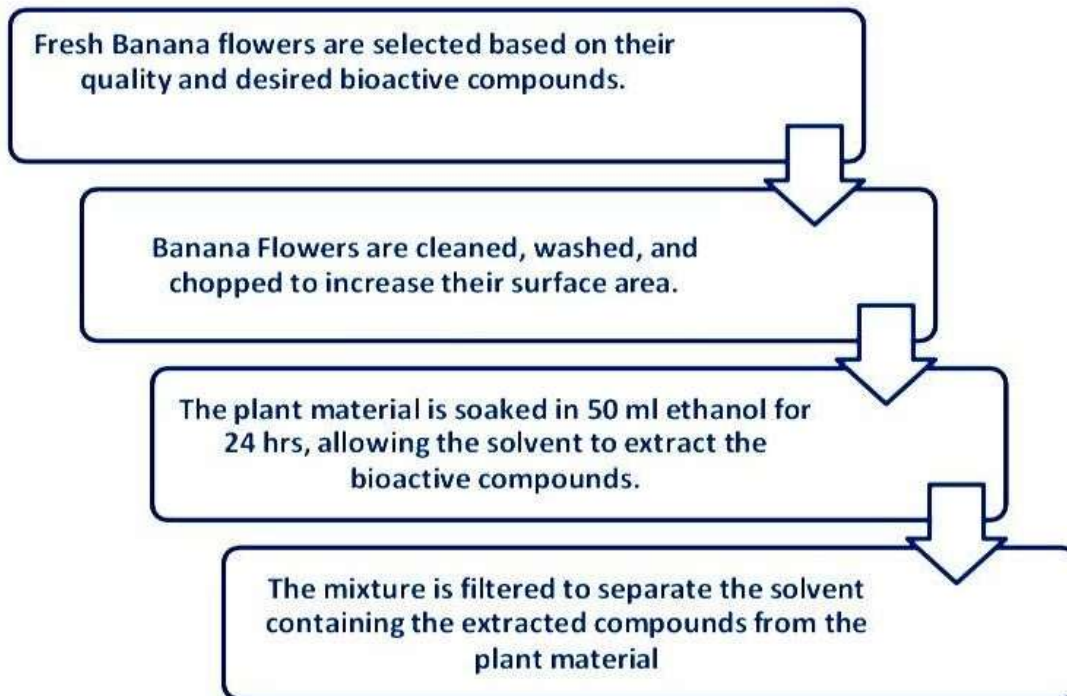 Fresh Banana flowers are selected based on their
quality and desired bioactive compounds.
Banana Flowers are cleaned, washed, and
chopped to increase their surface area.
The plant material is soaked in 50 ml ethanol for
24 hrs, allowing the solvent to extract the
bioactive compounds.
The mixture is filtered to separate the solvent
containing the extracted compounds from the
plant material